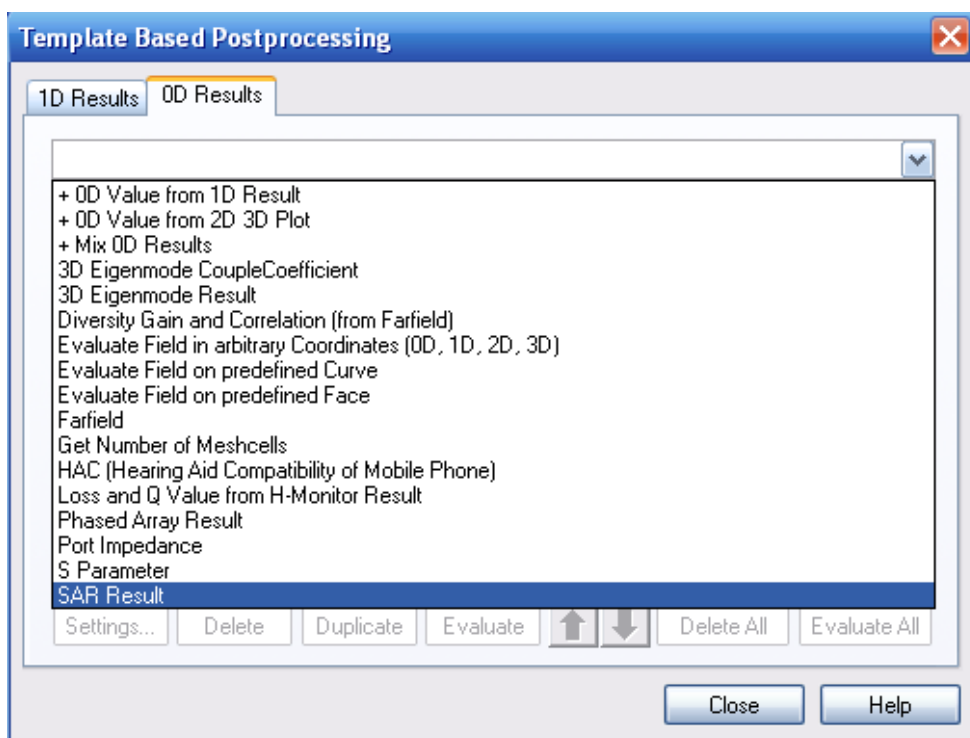 Template Based Postprocessing
1D Results 0D Results
+ 0D Value from 1D Result
+ 0D Value from 2D 3D Plot
+ Mix 0D Results
3D Eigenmode CoupleCoefficient
3D Eigenmode Result
Diversity Gain and Correlation (from Farfield)
Evaluate Field in arbitrary Coordinates (0D, 1D, 2D, 3D)
Evaluate Field on predefined Curve
Evaluate Field on predefined Face
Farfield
Get Number of Meshcells
HAC (Hearing Aid Compatibility of Mobile Phone)
Loss and Q Value from H-Monitor Result
Phased Array Result
Port Impedance
S Parameter
SAR Result
Settings... Delete Duplicate Evaluate Delete All Evaluate All
Close Help